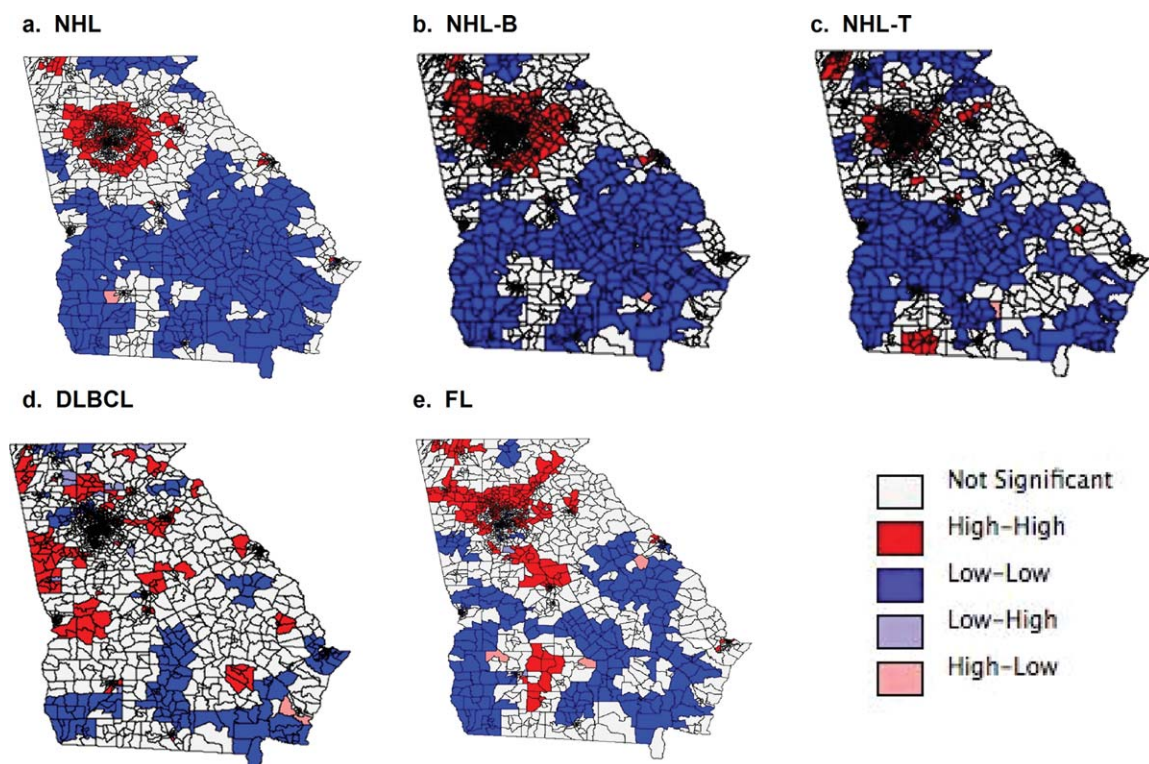 a. NHL
b. NHL-B
c. NHL-T
d. DLBCL
e. FL
Not Significant
High-High
Low-Low
Low-High
High-Low